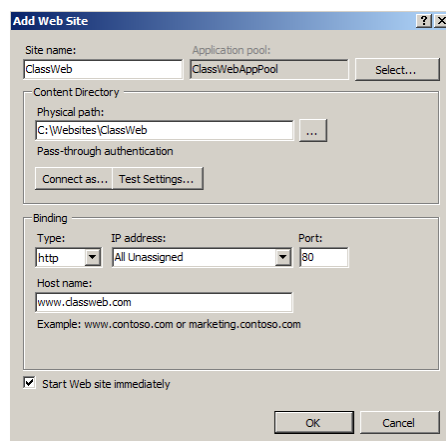 Add Web Site
Site name: Application pool:
ClassWeb ClassWebAppPool Select...
Content Directory
Physical path:
C:\Websites\ClassWeb ...
Pass-through authentication
Connect as... Test Settings...
Binding
Type: IP address: Port:
http All Unassigned 80
Host name:
www.classweb.com
Example: www.contoso.com or marketing.contoso.com
Start Web site immediately
OK Cancel